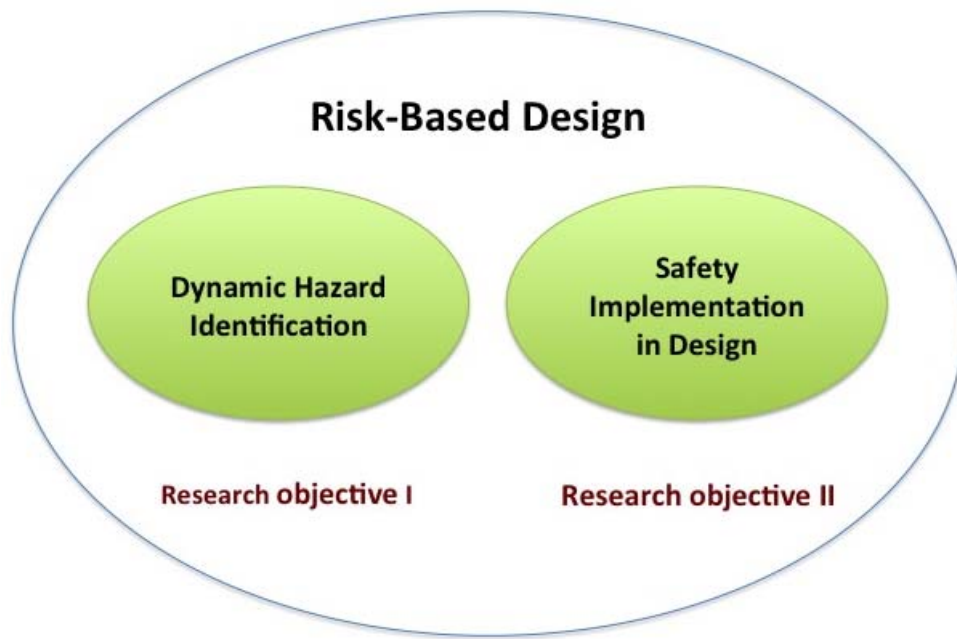 Risk-Based Design
Dynamic Hazard
Identification
Safety
Implementation
in Design
Research objective I
Research objective II